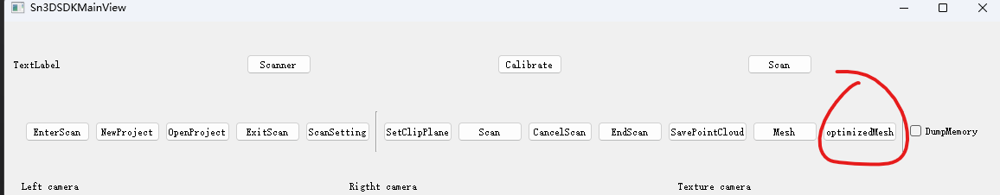 Sn3DSDKMainView
TextLabel Scanner Calibrate Scan
EnterScan NewProject OpenProject ExitScan ScanSetting SetClipPlane Scan CancelScan EndScan SavePointCloud Mesh optimizedMesh DumpMemory
Left camera Rigtht camera Texture camera